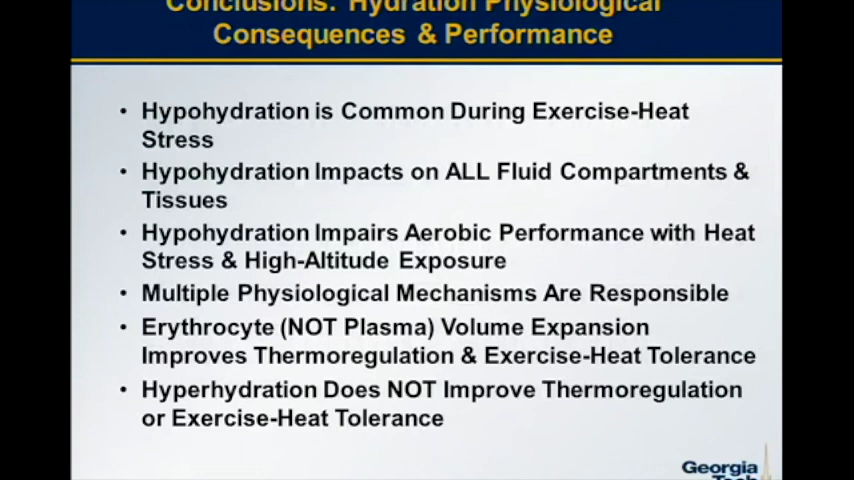 Conclusions: Hydration Physiological
Consequences & Performance
• Hypohydration is Common During Exercise-Heat
Stress
• Hypohydration Impacts on ALL Fluid Compartments &
Tissues
• Hypohydration Impairs Aerobic Performance with Heat
Stress & High-Altitude Exposure
• Multiple Physiological Mechanisms Are Responsible
• Erythrocyte (NOT Plasma) Volume Expansion
Improves Thermoregulation & Exercise-Heat Tolerance
• Hyperhydration Does NOT Improve Thermoregulation
or Exercise-Heat Tolerance
Georgia
Tech